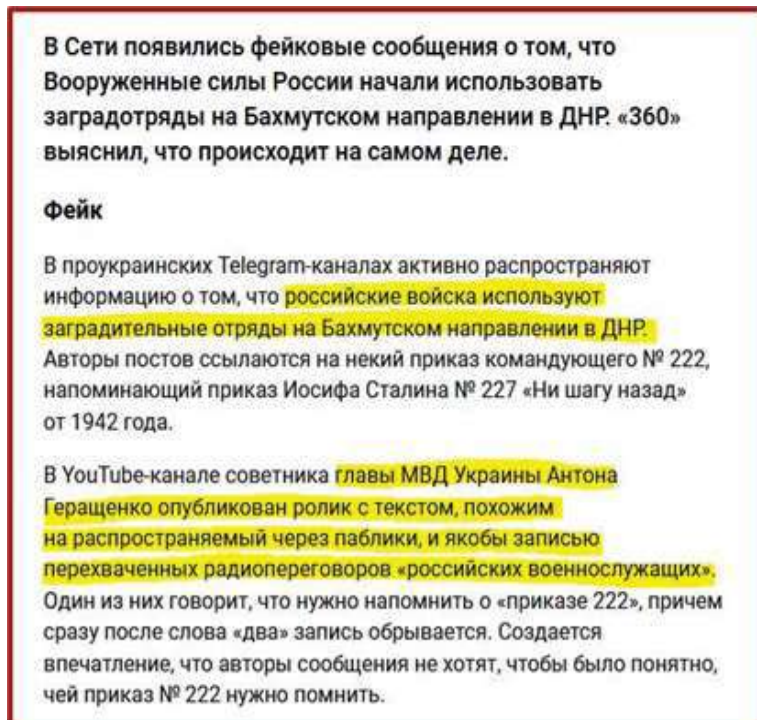 В Сети появились фейковые сообщения о том, что
Вооруженные силы России начали использовать
заградотряды на Бахмутском направлении в ДНР. «360»
выяснил, что происходит на самом деле.
Фейк
В проукраинских Telegram-каналах активно распространяют
информацию о том, что российские войска используют
заградительные отряды на Бахмутском направлении в ДНР.
Авторы постов ссылаются на некий приказ командующего № 222,
напоминающий приказ Иосифа Сталина № 227 «Ни шагу назад»
от 1942 года.
В YouTube-канале советника главы МВД Украины Антона
Геращенко опубликован ролик с текстом, похожим
на распространяемый через паблики, и якобы записью
перехваченных радиопереговоров «российских военнослужащих».
Один из них говорит, что нужно напомнить о «приказе 222», причем
сразу после слова «два» запись обрывается. Создается
впечатление, что авторы сообщения не хотят, чтобы было понятно,
чей приказ № 222 нужно помнить.